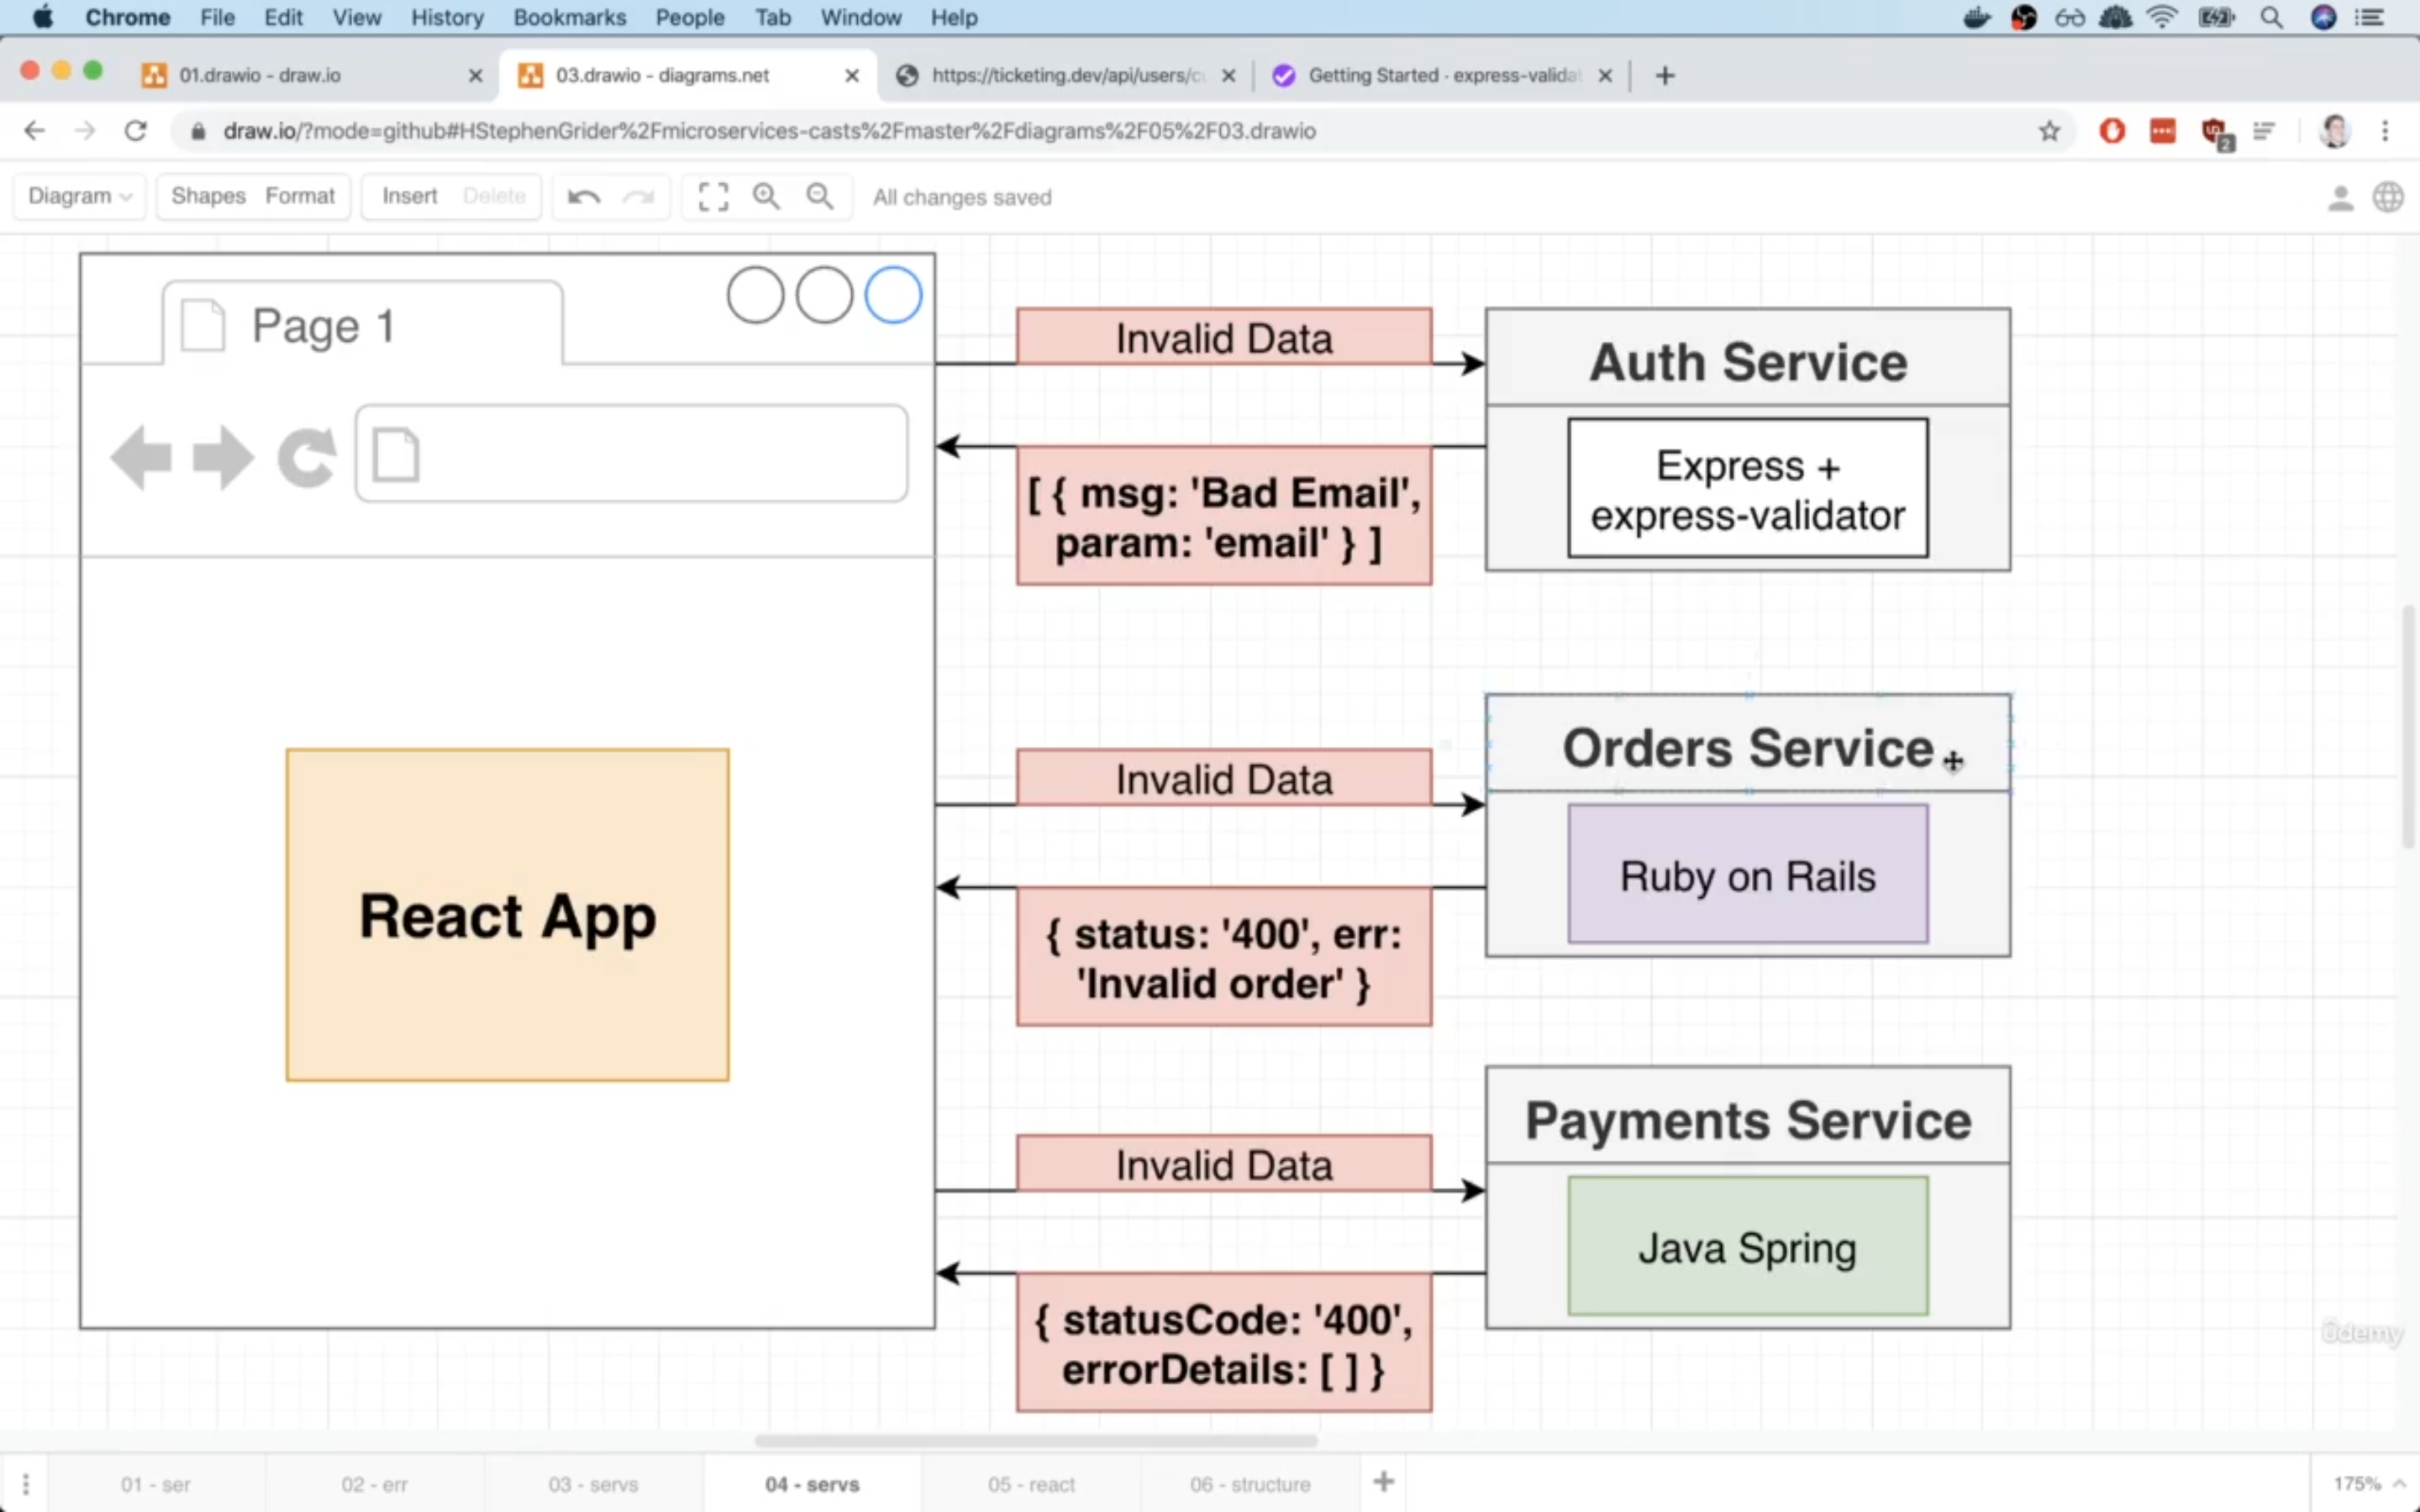 Chrome File Edit View History Bookmarks People Tab Window Help
01.drawio - draw.io
03.drawio - diagrams.net
https://ticketing.dev/api/users/cu
Getting Started · express-validat
draw.io/?mode=github#HStephenGrider%2Fmicroservices-casts%2Fmaster%2Fdiagrams%2F05%2F03.drawio
2
Diagram Shapes Format Insert Delete All changes saved
Page 1
React App
Invalid Data
[ { msg: 'Bad Email',
param: 'email' } ]
Auth Service
Express +
express-validator
Invalid Data
{ status: '400', err:
'Invalid order' }
Orders Service
Ruby on Rails
Invalid Data
{ statusCode: '400',
errorDetails: [ ] }
Payments Service
Java Spring
ûdemy
01 - ser 02 - err 03 - servs 04 - servs 05 - react 06 - structure
175%